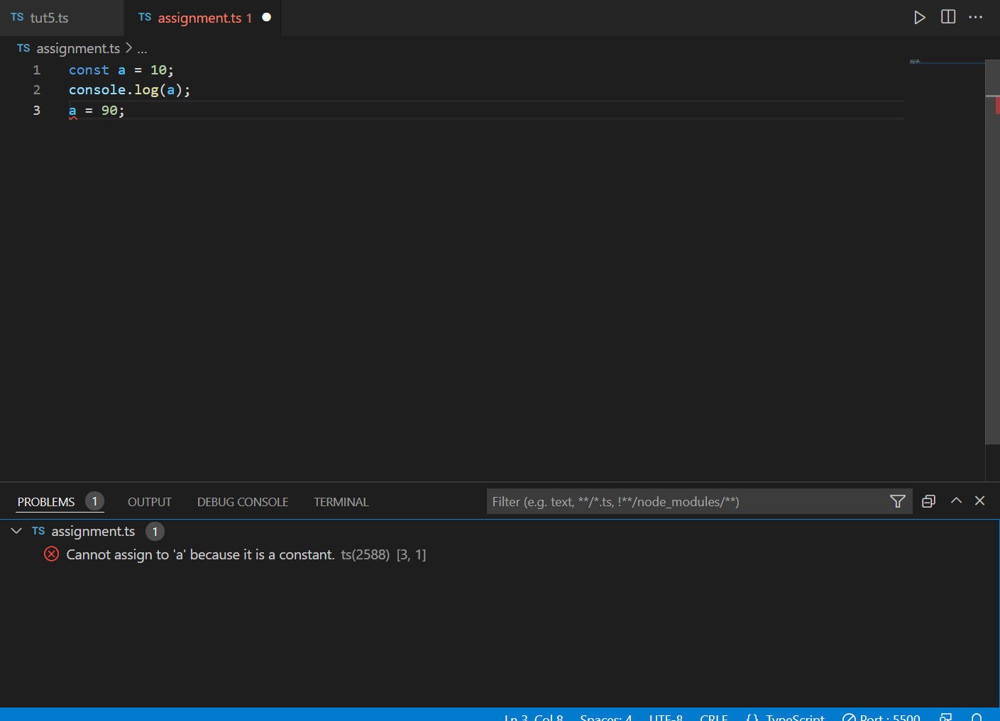 TS tut5.ts TS assignment.ts 1
TS assignment.ts > ...
1 const a = 10;
2 console.log(a);
3 a = 90;
PROBLEMS 1 OUTPUT DEBUG CONSOLE TERMINAL Filter (e.g. text, **/*.ts, !**/node_modules/**)
TS assignment.ts 1
Cannot assign to 'a' because it is a constant. ts(2588) [3, 1]
Ln 3, Col 8 Spaces: 4 UTF-8 CRLF {} TypeScript Port : 5500